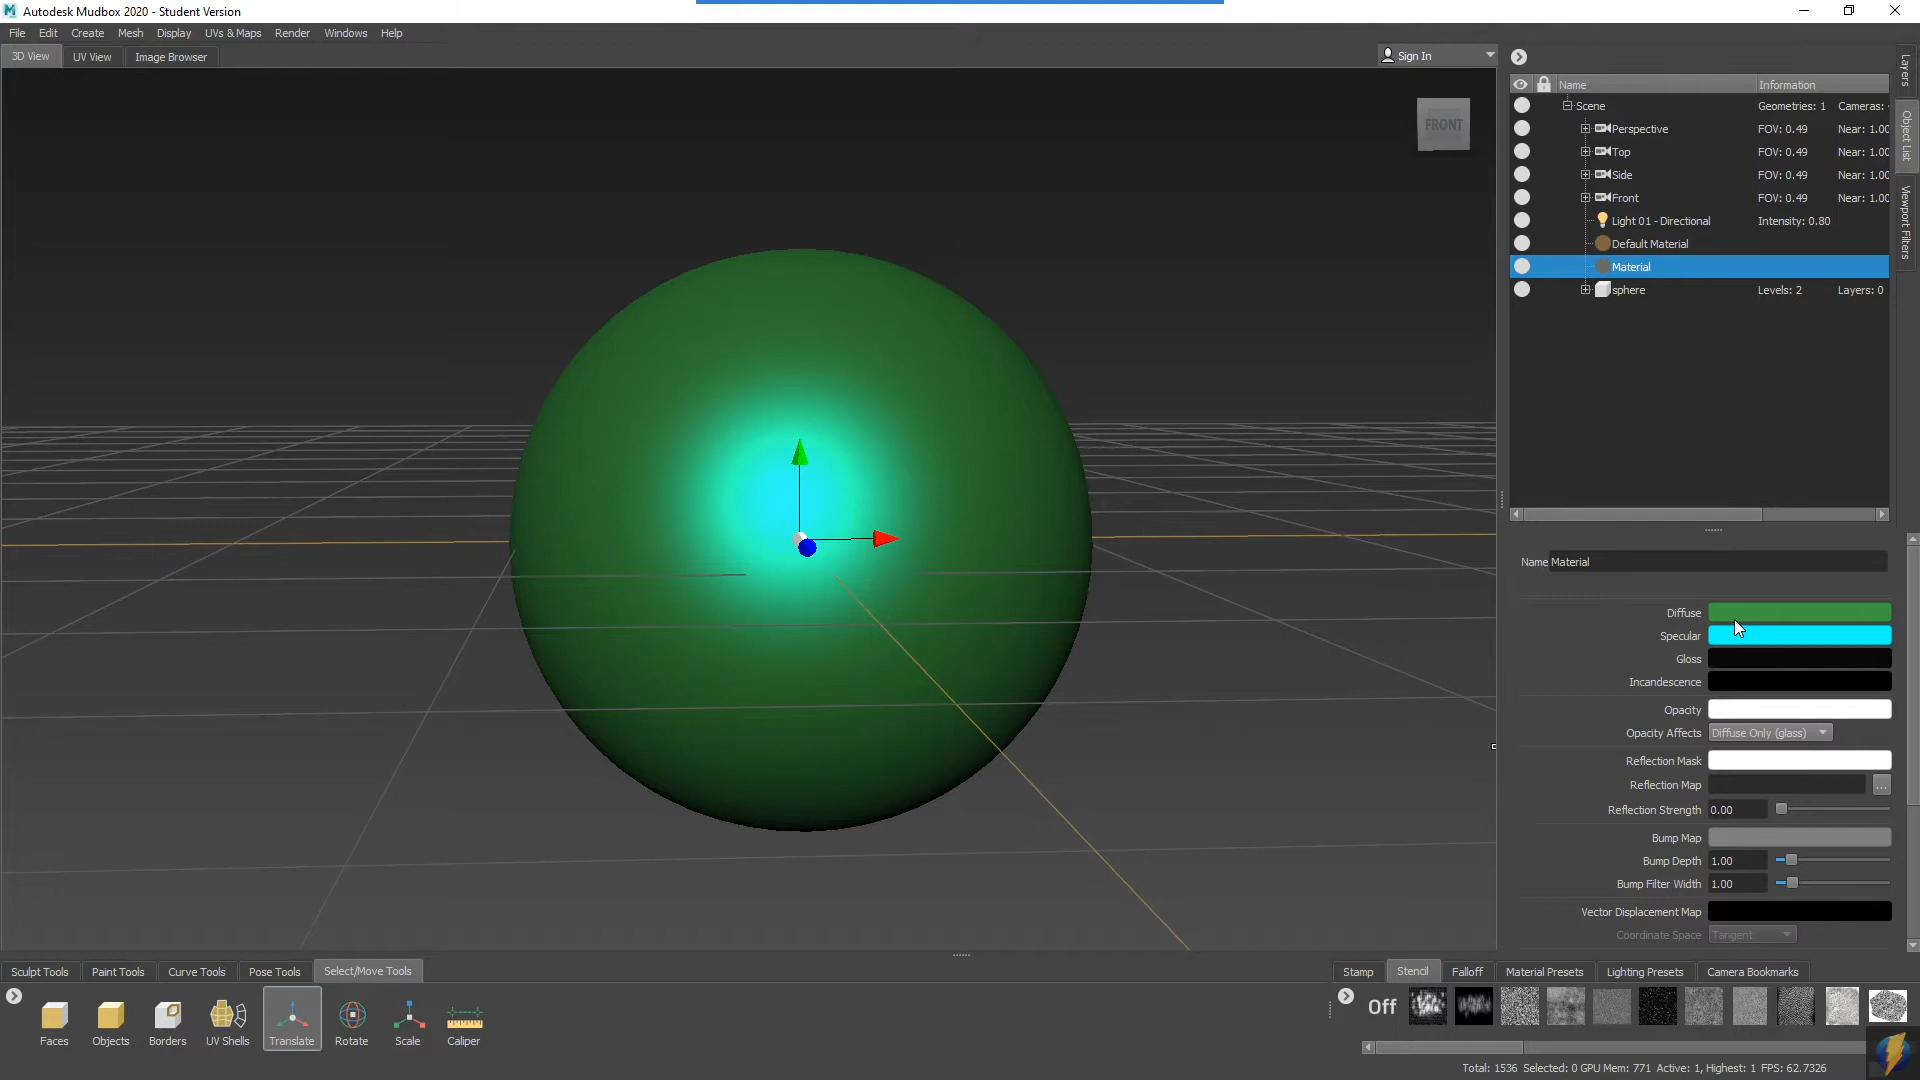 Autodesk Mudbox 2020 - Student Version
File Edit Create Mesh Display UVs & Maps Render Windows Help
3D View UV View Image Browser
Sign In
FRONT
Name Information
Scene Geometries: 1 Cameras:
Perspective FOV: 0.49 Near: 1.00
Top FOV: 0.49 Near: 1.00
Side FOV: 0.49 Near: 1.00
Front FOV: 0.49 Near: 1.00
Light 01 - Directional Intensity: 0.80
Default Material
Material
sphere Levels: 2 Layers: 0
Layers
Object List
Viewport Filters
Name Material
Diffuse
Specular
Gloss
Incandescence
Opacity
Opacity Affects Diffuse Only (glass)
Reflection Mask
Reflection Map ...
Reflection Strength 0.00
Bump Map
Bump Depth 1.00
Bump Filter Width 1.00
Vector Displacement Map
Coordinate Space Tangent
Sculpt Tools Paint Tools Curve Tools Pose Tools Select/Move Tools
Faces Objects Borders UV Shells Translate Rotate Scale Caliper
Stamp Stencil Falloff Material Presets Lighting Presets Camera Bookmarks
Off
Total: 1536 Selected: 0 GPU Mem: 771 Active: 1, Highest: 1 FPS: 62.7326